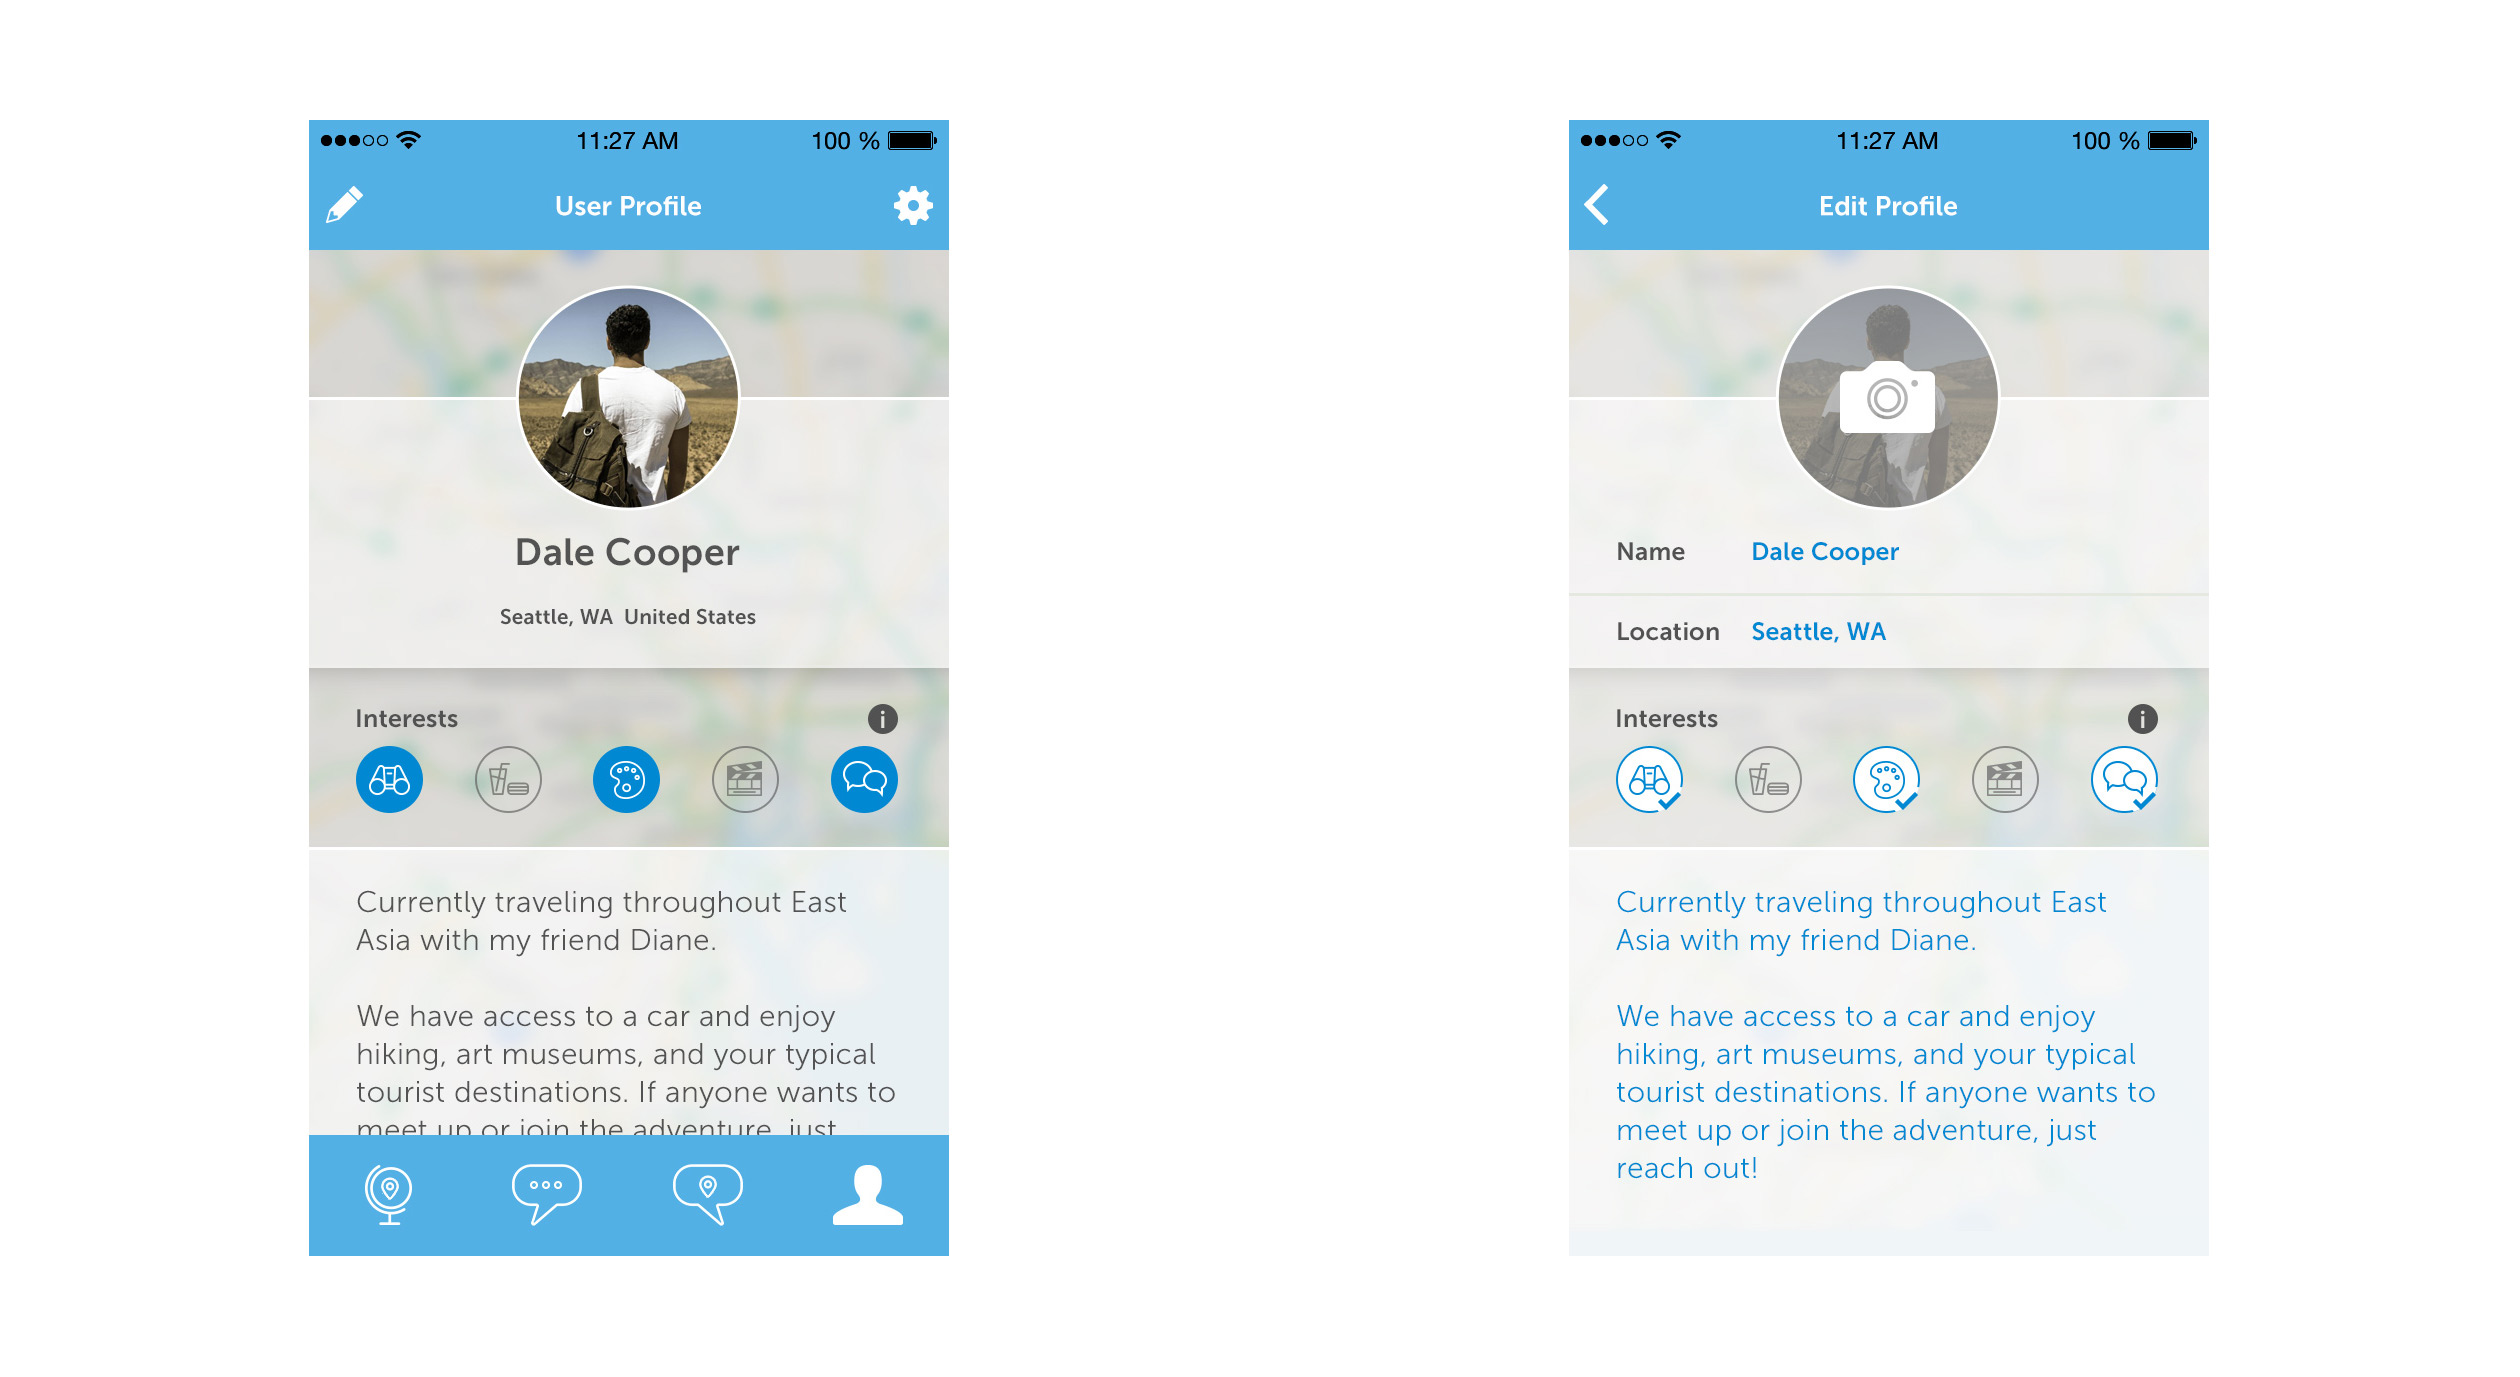 11:27 AM
100 %
User Profile
Dale Cooper
Seattle, WA  United States
Interests
i
Currently traveling throughout East
Asia with my friend Diane.
We have access to a car and enjoy
hiking, art museums, and your typical
tourist destinations. If anyone wants to
meet up or join the adventure, just
11:27 AM
100 %
Edit Profile
Name Dale Cooper
Location Seattle, WA
Interests
i
Currently traveling throughout East
Asia with my friend Diane.
We have access to a car and enjoy
hiking, art museums, and your typical
tourist destinations. If anyone wants to
meet up or join the adventure, just
reach out!